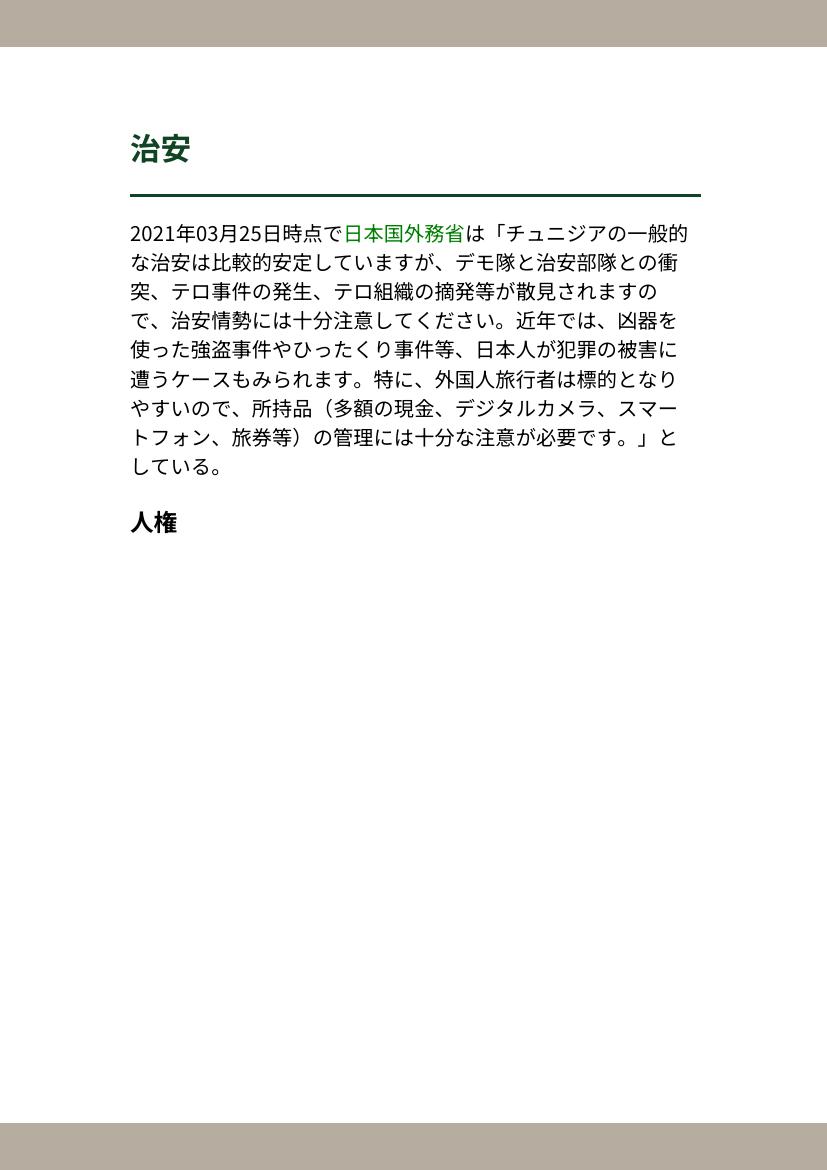 治安
2021年03月25日時点で日本国外務省は「チュニジアの一般的
な治安は比較的安定していますが、デモ隊と治安部隊との衝
突、テロ事件の発生、テロ組織の摘発等が散見されますの
で、治安情勢には十分注意してください。近年では、凶器を
使った強盗事件やひったくり事件等、日本人が犯罪の被害に
遭うケースもみられます。特に、外国人旅行者は標的となり
やすいので、所持品（多額の現金、デジタルカメラ、スマー
トフォン、旅券等）の管理には十分な注意が必要です。」と
している。
人権